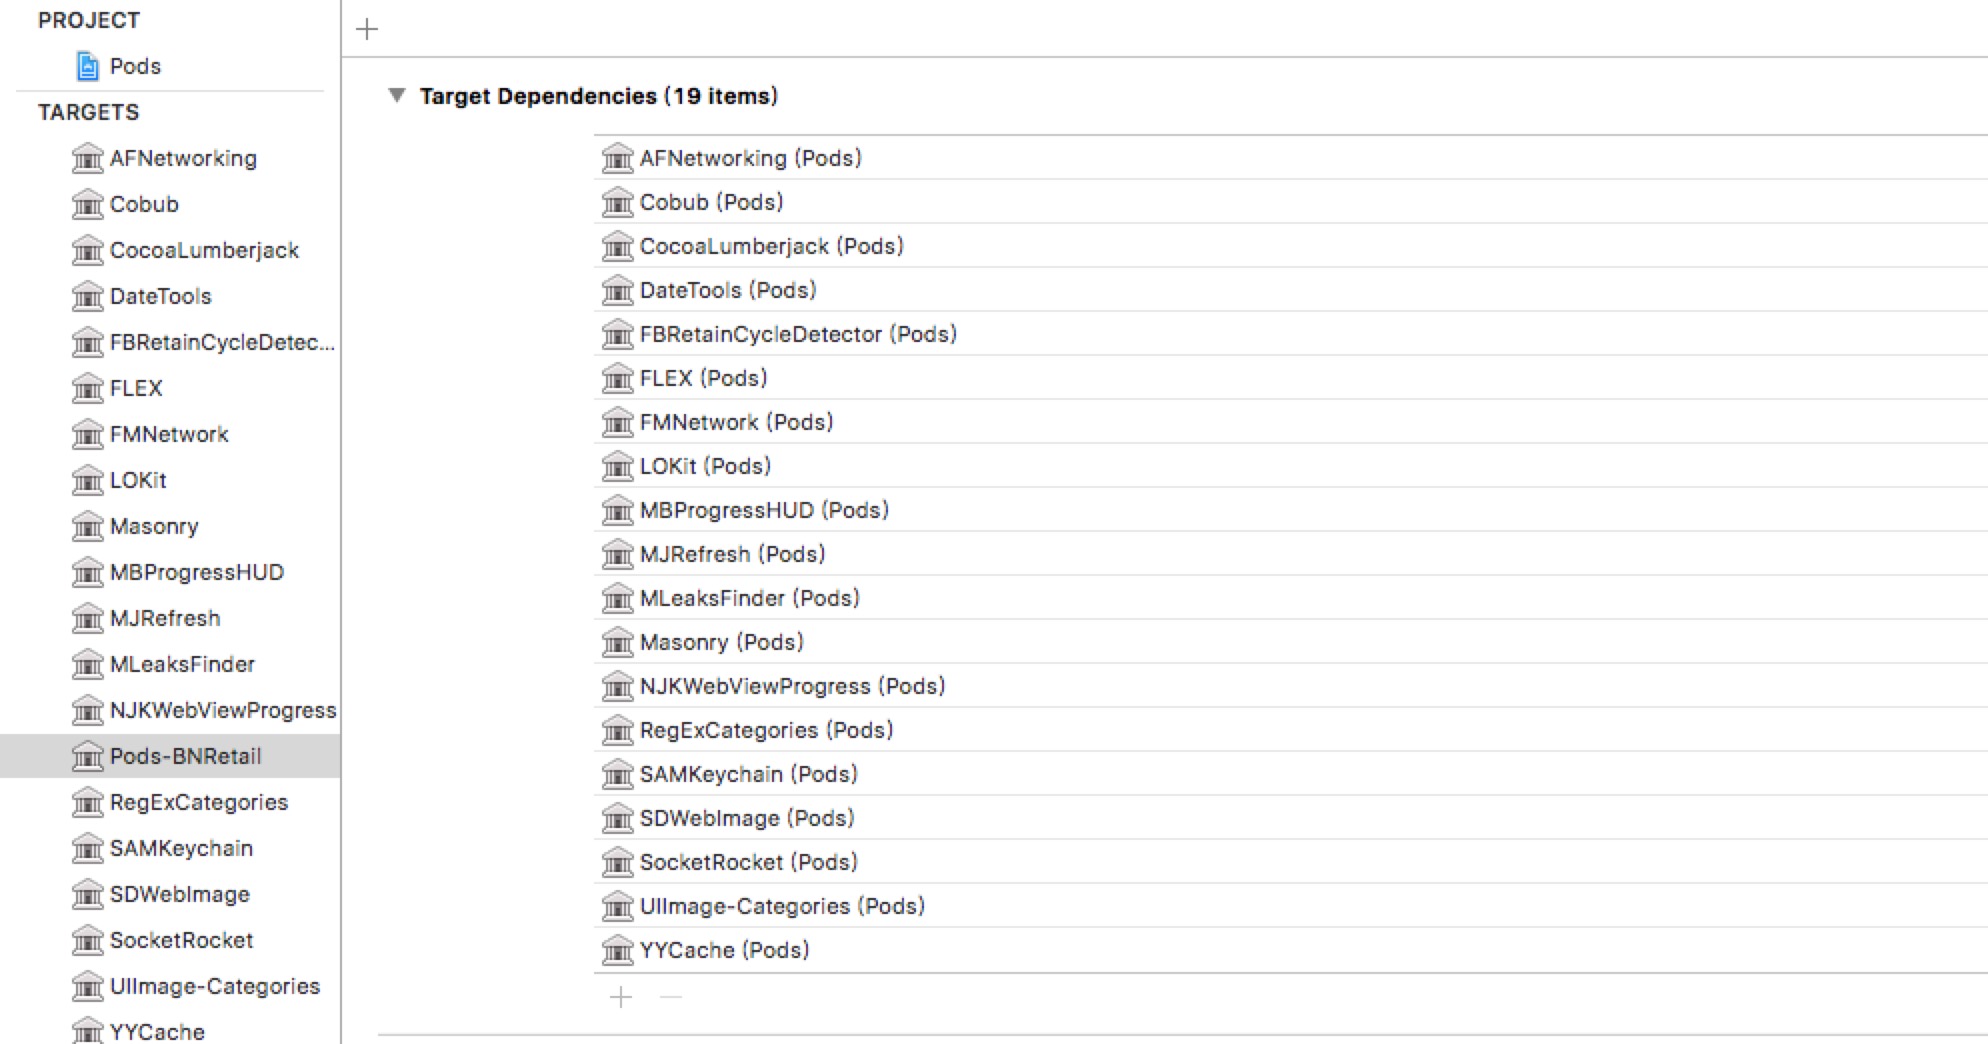 PROJECT
Pods
TARGETS
AFNetworking
Cobub
CocoaLumberjack
DateTools
FBRetainCycleDetec...
FLEX
FMNetwork
LOKit
Masonry
MBProgressHUD
MJRefresh
MLeaksFinder
NJKWebViewProgress
Pods-BNRetail
RegExCategories
SAMKeychain
SDWebImage
SocketRocket
UIImage-Categories
YYCache
Target Dependencies (19 items)
AFNetworking (Pods)
Cobub (Pods)
CocoaLumberjack (Pods)
DateTools (Pods)
FBRetainCycleDetector (Pods)
FLEX (Pods)
FMNetwork (Pods)
LOKit (Pods)
MBProgressHUD (Pods)
MJRefresh (Pods)
MLeaksFinder (Pods)
Masonry (Pods)
NJKWebViewProgress (Pods)
RegExCategories (Pods)
SAMKeychain (Pods)
SDWebImage (Pods)
SocketRocket (Pods)
UIImage-Categories (Pods)
YYCache (Pods)